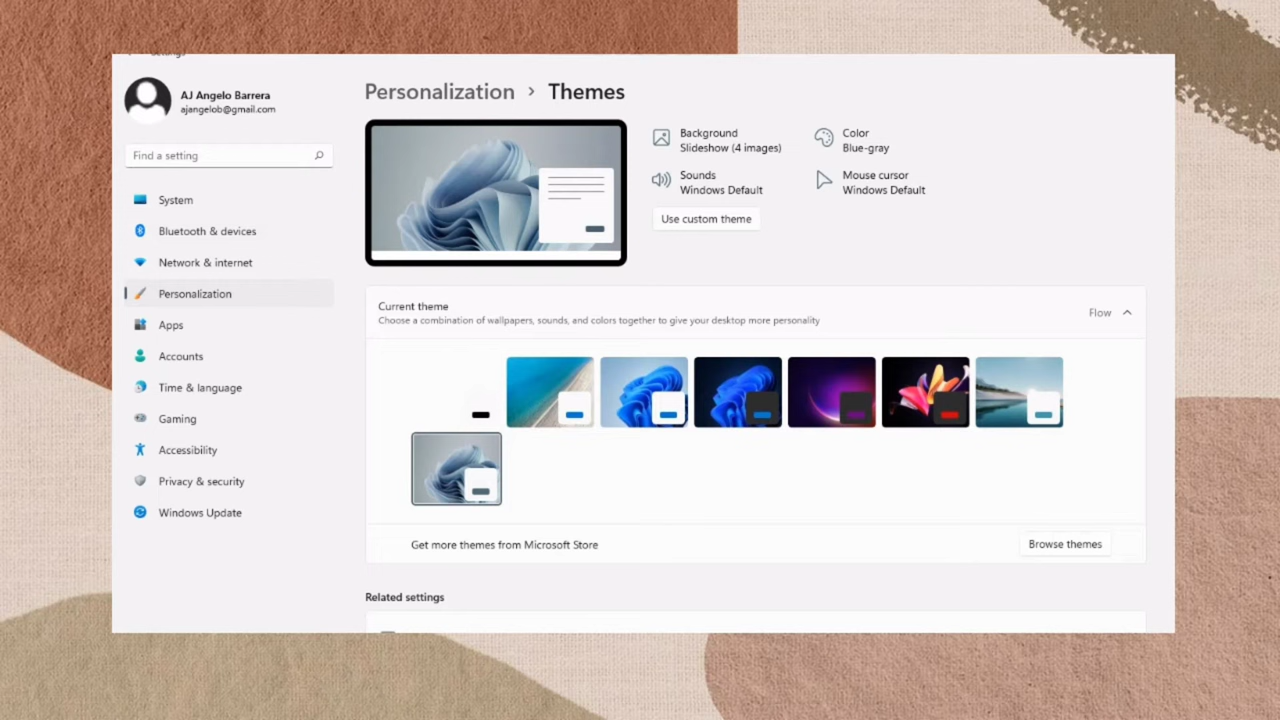 AJ Angelo Barrera
ajangelob@gmail.com
Find a setting
System
Bluetooth & devices
Network & internet
Personalization
Apps
Accounts
Time & language
Gaming
Accessibility
Privacy & security
Windows Update
Personalization > Themes
Background
Slideshow (4 images)
Color
Blue-gray
Sounds
Windows Default
Mouse cursor
Windows Default
Use custom theme
Current theme
Choose a combination of wallpapers, sounds, and colors together to give your desktop more personality
Flow
Get more themes from Microsoft Store
Browse themes
Related settings